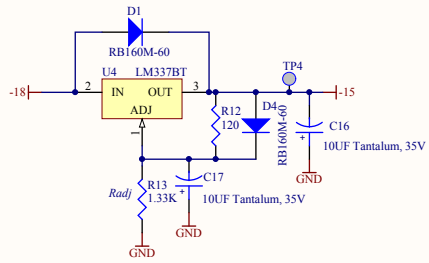 D1
RB160M-60
U4 LM337BT
-18 2 IN OUT 3 -15
ADJ
1
TP4
R12
120
D4
RB160M-60
C16
10UF Tantalum, 35V
GND
Radj R13
1.33K
C17
+
10UF Tantalum, 35V
+
GND
GND